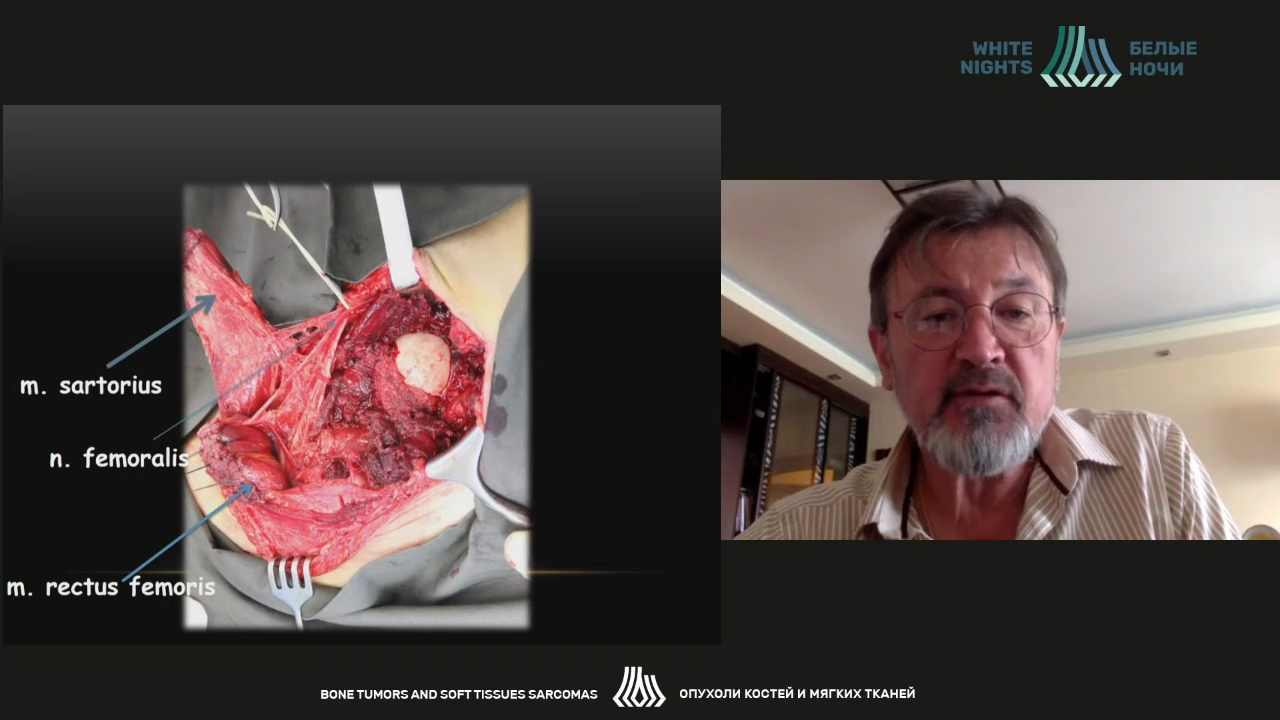 WHITE
NIGHTS
БЕЛЫЕ
НОЧИ
m. sartorius
n. femoralis
m. rectus femoris
BONE TUMORS AND SOFT TISSUES SARCOMAS
ОПУХОЛИ КОСТЕЙ И МЯГКИХ ТКАНЕЙ